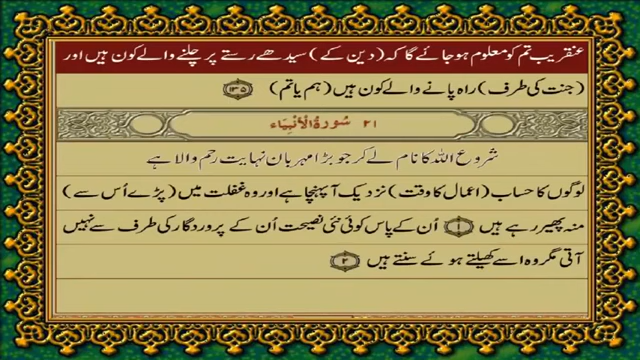 عنقریب تم کو معلوم ہو جائے گا کہ (دین کے) سیدھے رستے پر چلنے والے کون ہیں اور
(جنت کی طرف) راہ پانے والے کون ہیں (ہم یا تم) ۱۳۵
۲۱ سُورَةُ الْأَنْبِيَاء
شروع اللہ کا نام لے کر جو بڑا مہربان نہایت رحم والا ہے
لوگوں کا حساب (اعمال کا وقت) نزدیک آ پہنچا ہے اور وہ غفلت میں (پڑے اُس سے)
منہ پھیر رہے ہیں ۱ اُن کے پاس کوئی نئی نصیحت اُن کے پروردگار کی طرف سے نہیں
آتی مگر وہ اسے کھیلتے ہوئے سنتے ہیں ۲